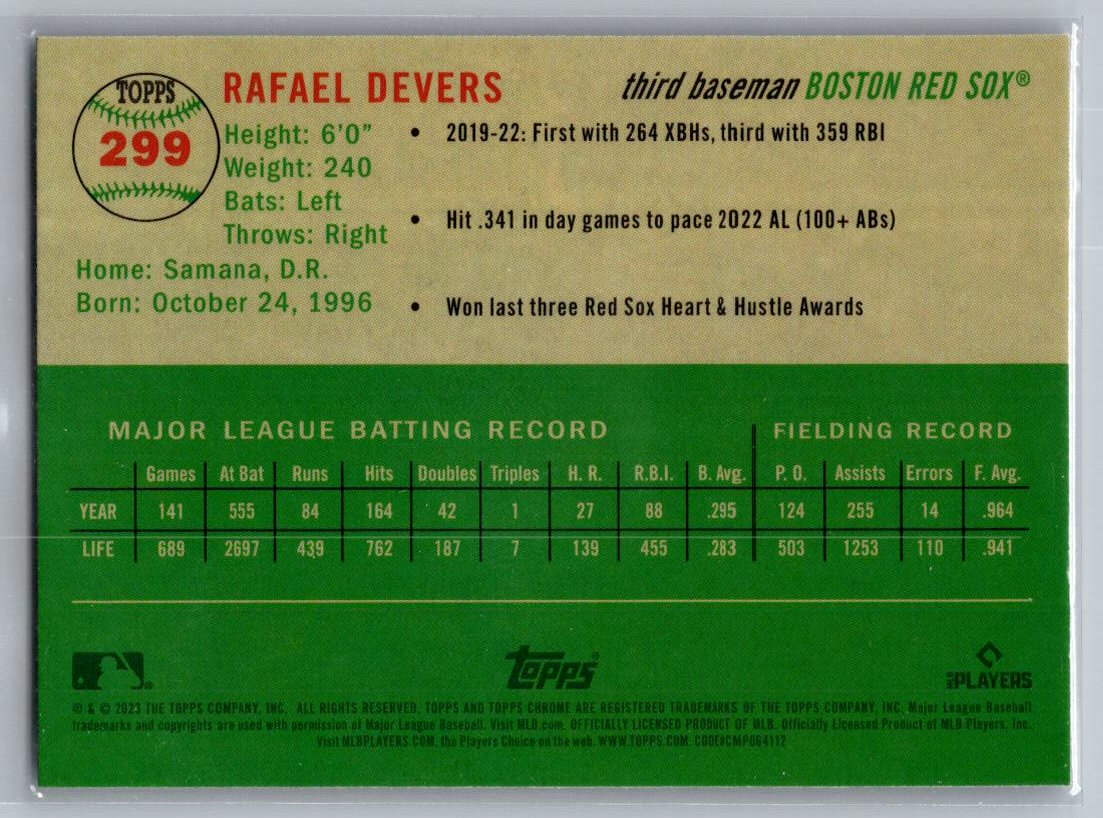 TOPPS
299
RAFAEL DEVERS
third baseman BOSTON RED SOX®
Height: 6'0"
Weight: 240
Bats: Left
Throws: Right
Home: Samana, D.R.
Born: October 24, 1996
• 2019-22: First with 264 XBHs, third with 359 RBI
• Hit .341 in day games to pace 2022 AL (100+ ABs)
• Won last three Red Sox Heart & Hustle Awards
MAJOR LEAGUE BATTING RECORD FIELDING RECORD
Games At Bat Runs Hits Doubles Triples H. R. R.B.I. B. Avg. P. O. Assists Errors F. Avg.
YEAR 141 555 84 164 42 1 27 88 .295 124 255 14 .964
LIFE 689 2697 439 762 187 7 139 455 .283 503 1253 110 .941
Topps®
MLB PLAYERS
® & © 2023 THE TOPPS COMPANY, INC. ALL RIGHTS RESERVED. TOPPS AND TOPPS CHROME ARE REGISTERED TRADEMARKS OF THE TOPPS COMPANY, INC. Major League Baseball
trademarks and copyrights are used with permission of Major League Baseball. Visit MLB.com. OFFICIALLY LICENSED PRODUCT OF MLB. Officially Licensed Product of MLB Players, Inc.
Visit MLBPLAYERS.COM, the Players Choice on the web. WWW.TOPPS.COM. CODE#CMP064112